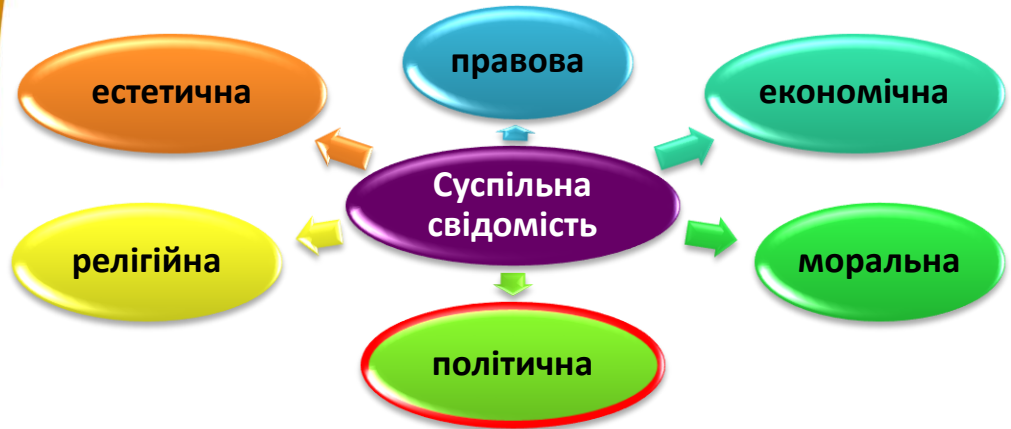 правова
естетична
економічна
Суспільна
свідомість
релігійна
моральна
політична